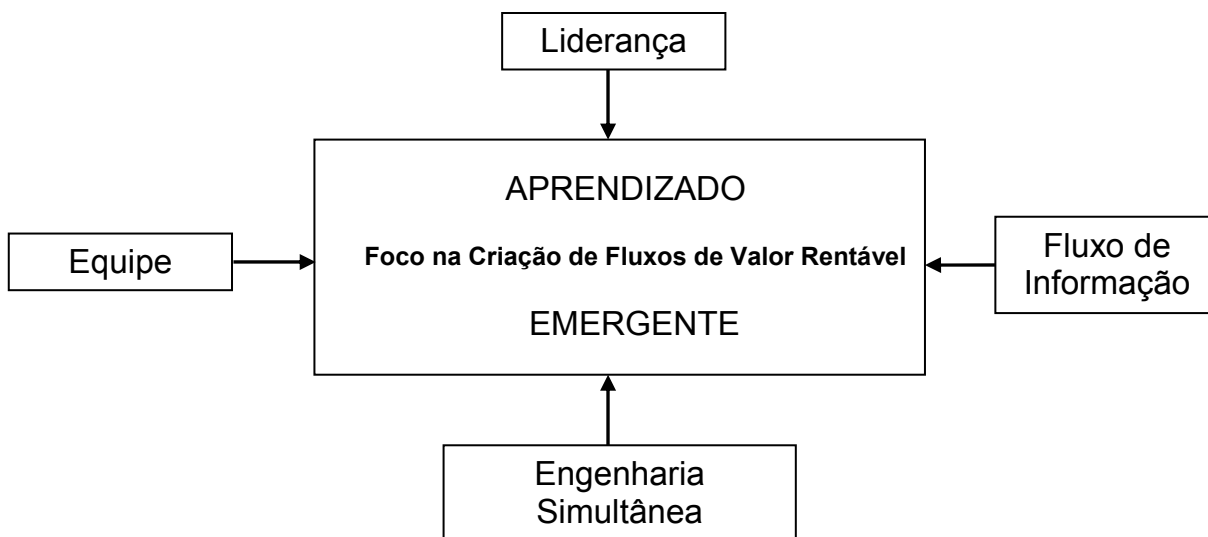 Liderança
APRENDIZADO
Equipe
Foco na Criação de Fluxos de Valor Rentável
Fluxo de
Informação
EMERGENTE
Engenharia
Simultânea